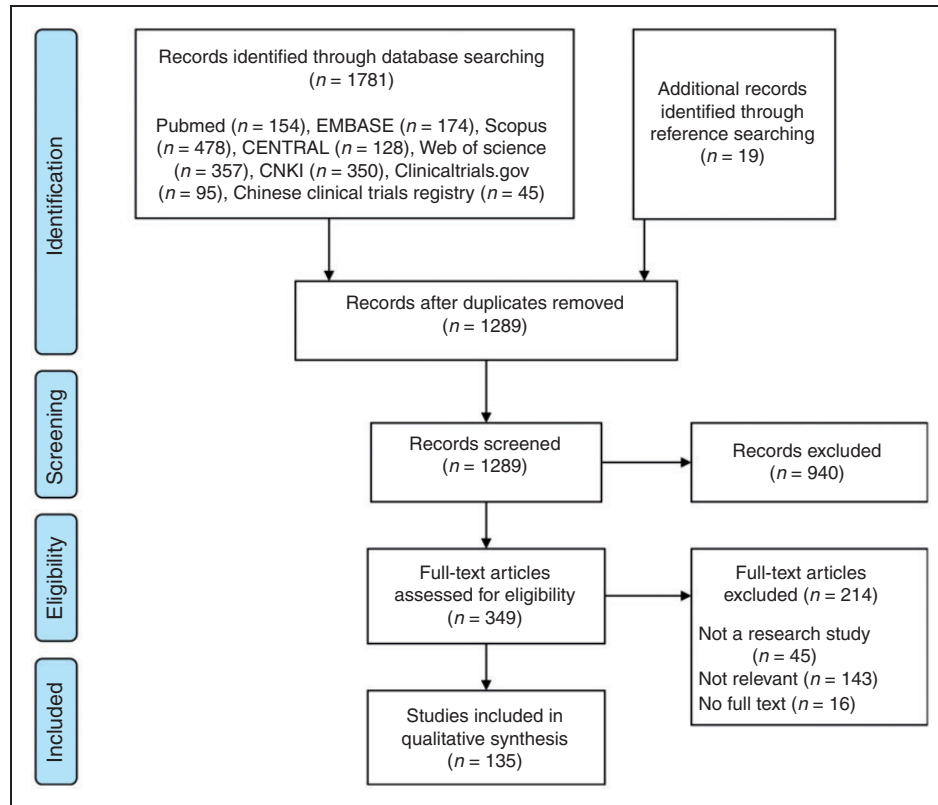 Identification
Records identified through database searching
(n = 1781)
Pubmed (n = 154), EMBASE (n = 174), Scopus
(n = 478), CENTRAL (n = 128), Web of science
(n = 357), CNKI (n = 350), Clinicaltrials.gov
(n = 95), Chinese clinical trials registry (n = 45)
Additional records
identified through
reference searching
(n = 19)
Records after duplicates removed
(n = 1289)
Screening
Records screened
(n = 1289)
Records excluded
(n = 940)
Eligibility
Full-text articles
assessed for eligibility
(n = 349)
Full-text articles
excluded (n = 214)
Not a research study
(n = 45)
Not relevant (n = 143)
No full text (n = 16)
Included
Studies included in
qualitative synthesis
(n = 135)